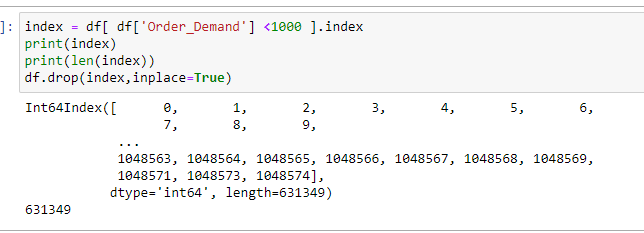 ]: index = df[ df['Order_Demand'] <1000 ].index
print(index)
print(len(index))
df.drop(index,inplace=True)
Int64Index([      0,       1,       2,       3,       4,       5,       6,
                  7,       8,       9,
            ...
            1048563, 1048564, 1048565, 1048566, 1048567, 1048568, 1048569,
            1048571, 1048573, 1048574],
           dtype='int64', length=631349)
631349